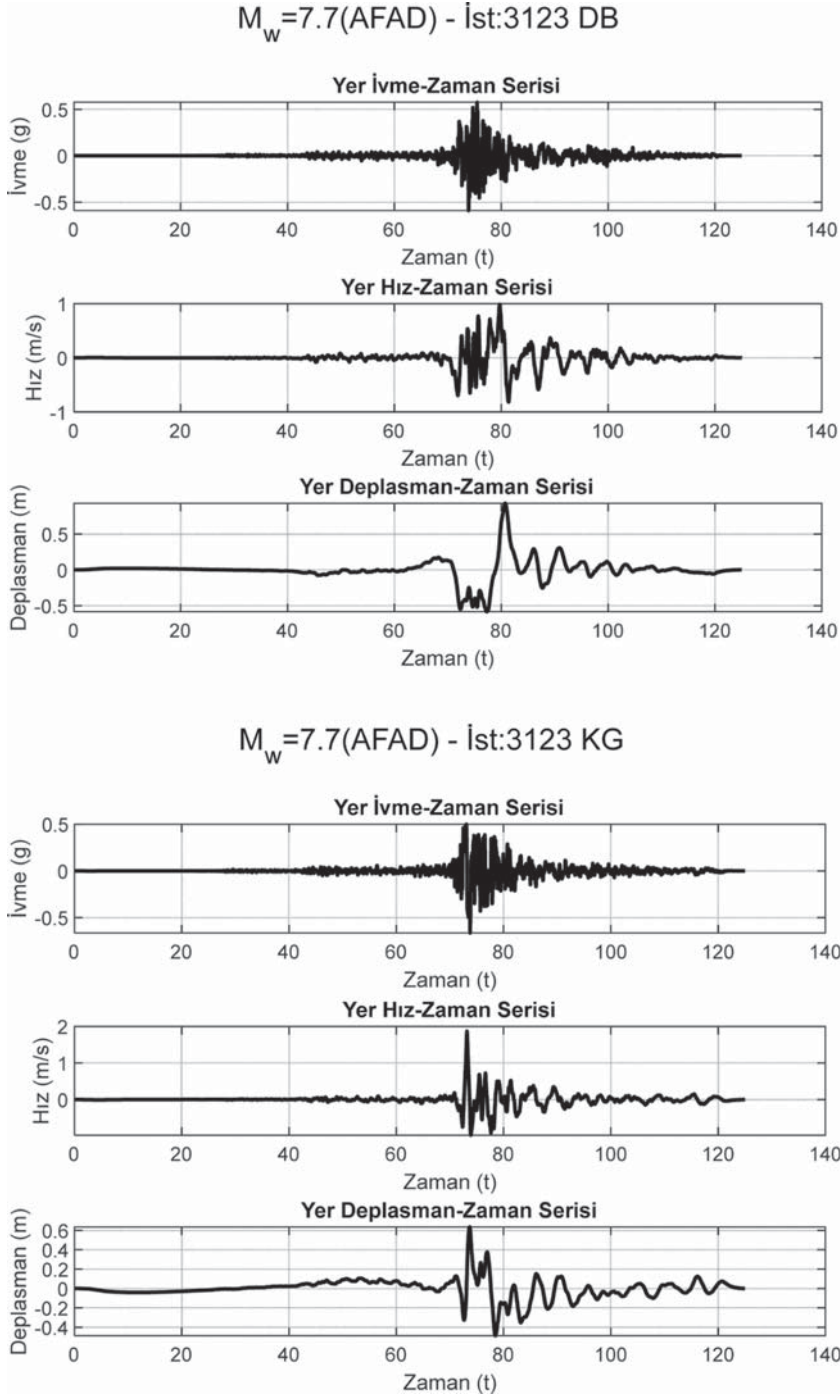 M_w=7.7(AFAD) - İst:3123 DB
Yer İvme-Zaman Serisi
İvme (g)
0.5
0
-0.5
0 20 40 60 80 100 120 140
Zaman (t)
Yer Hız-Zaman Serisi
Hız (m/s)
1
0
-1
0 20 40 60 80 100 120 140
Zaman (t)
Yer Deplasman-Zaman Serisi
Deplasman (m)
0.5
0
-0.5
0 20 40 60 80 100 120 140
Zaman (t)
M_w=7.7(AFAD) - İst:3123 KG
Yer İvme-Zaman Serisi
İvme (g)
0.5
0
-0.5
0 20 40 60 80 100 120 140
Zaman (t)
Yer Hız-Zaman Serisi
Hız (m/s)
2
1
0
0 20 40 60 80 100 120 140
Zaman (t)
Yer Deplasman-Zaman Serisi
Deplasman (m)
0.6
0.4
0.2
0
-0.2
-0.4
0 20 40 60 80 100 120 140
Zaman (t)